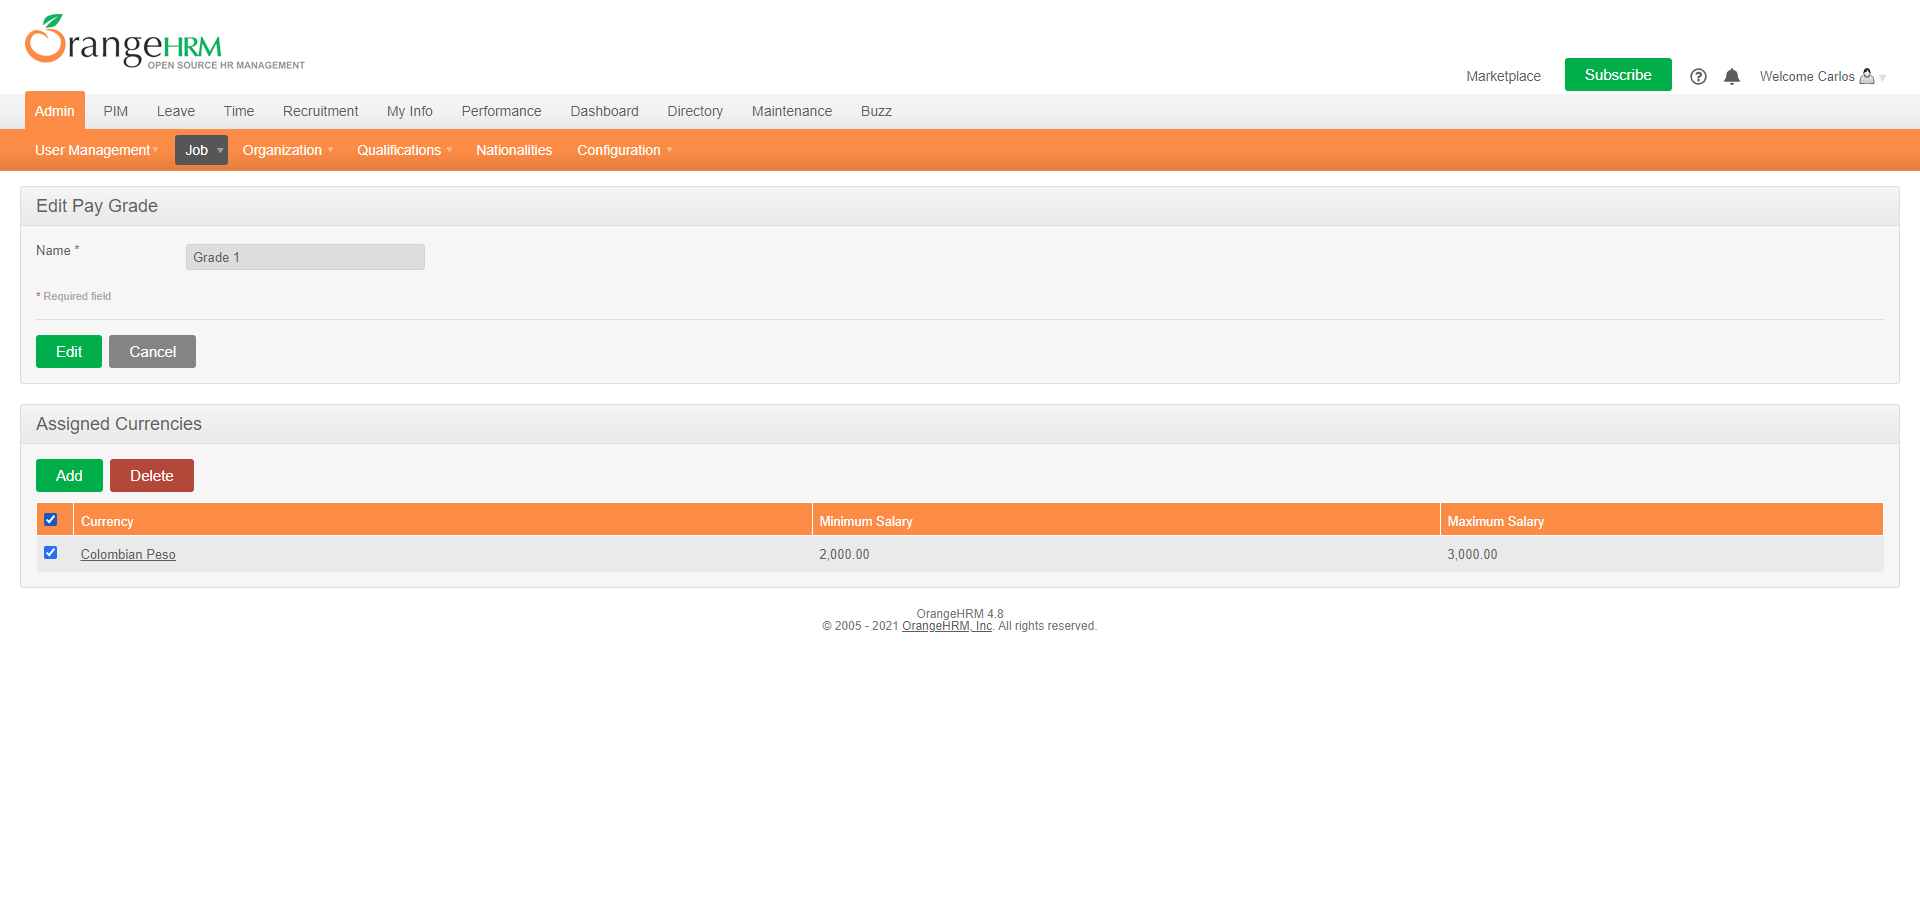 OrangeHRM
OPEN SOURCE HR MANAGEMENT
Marketplace Subscribe Welcome Carlos
Admin PIM Leave Time Recruitment My Info Performance Dashboard Directory Maintenance Buzz
User Management Job Organization Qualifications Nationalities Configuration
Edit Pay Grade
Name * Grade 1
* Required field
Edit Cancel
Assigned Currencies
Add Delete
Currency Minimum Salary Maximum Salary
Colombian Peso 2,000.00 3,000.00
OrangeHRM 4.8
© 2005 - 2021 OrangeHRM, Inc. All rights reserved.